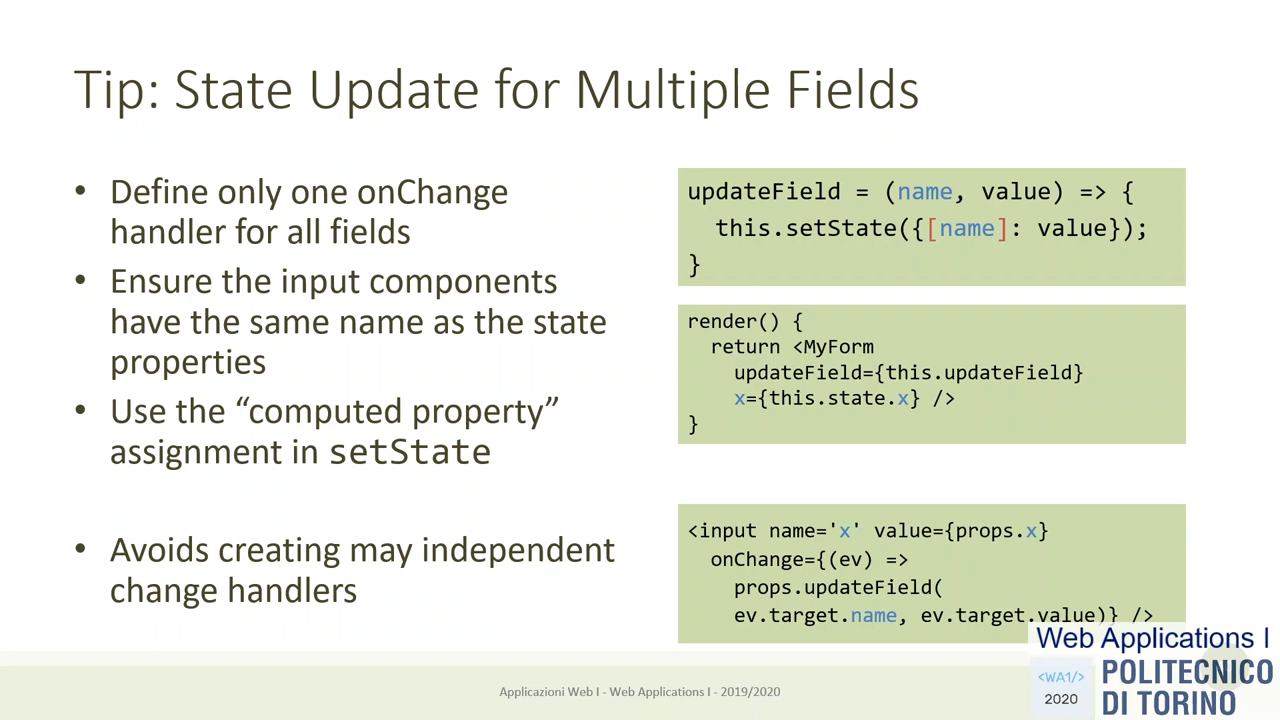 Tip: State Update for Multiple Fields
• Define only one onChange
handler for all fields
• Ensure the input components
have the same name as the state
properties
• Use the “computed property”
assignment in setState
• Avoids creating may independent
change handlers
updateField = (name, value) => {
  this.setState({[name]: value});
}
render() {
  return <MyForm
    updateField={this.updateField}
    x={this.state.x} />
}
<input name='x' value={props.x}
  onChange={(ev) =>
    props.updateField(
    ev.target.name, ev.target.value)} />
Applicazioni Web I - Web Applications I - 2019/2020
Web Applications I
<WA1/>
2020
POLITECNICO
DI TORINO